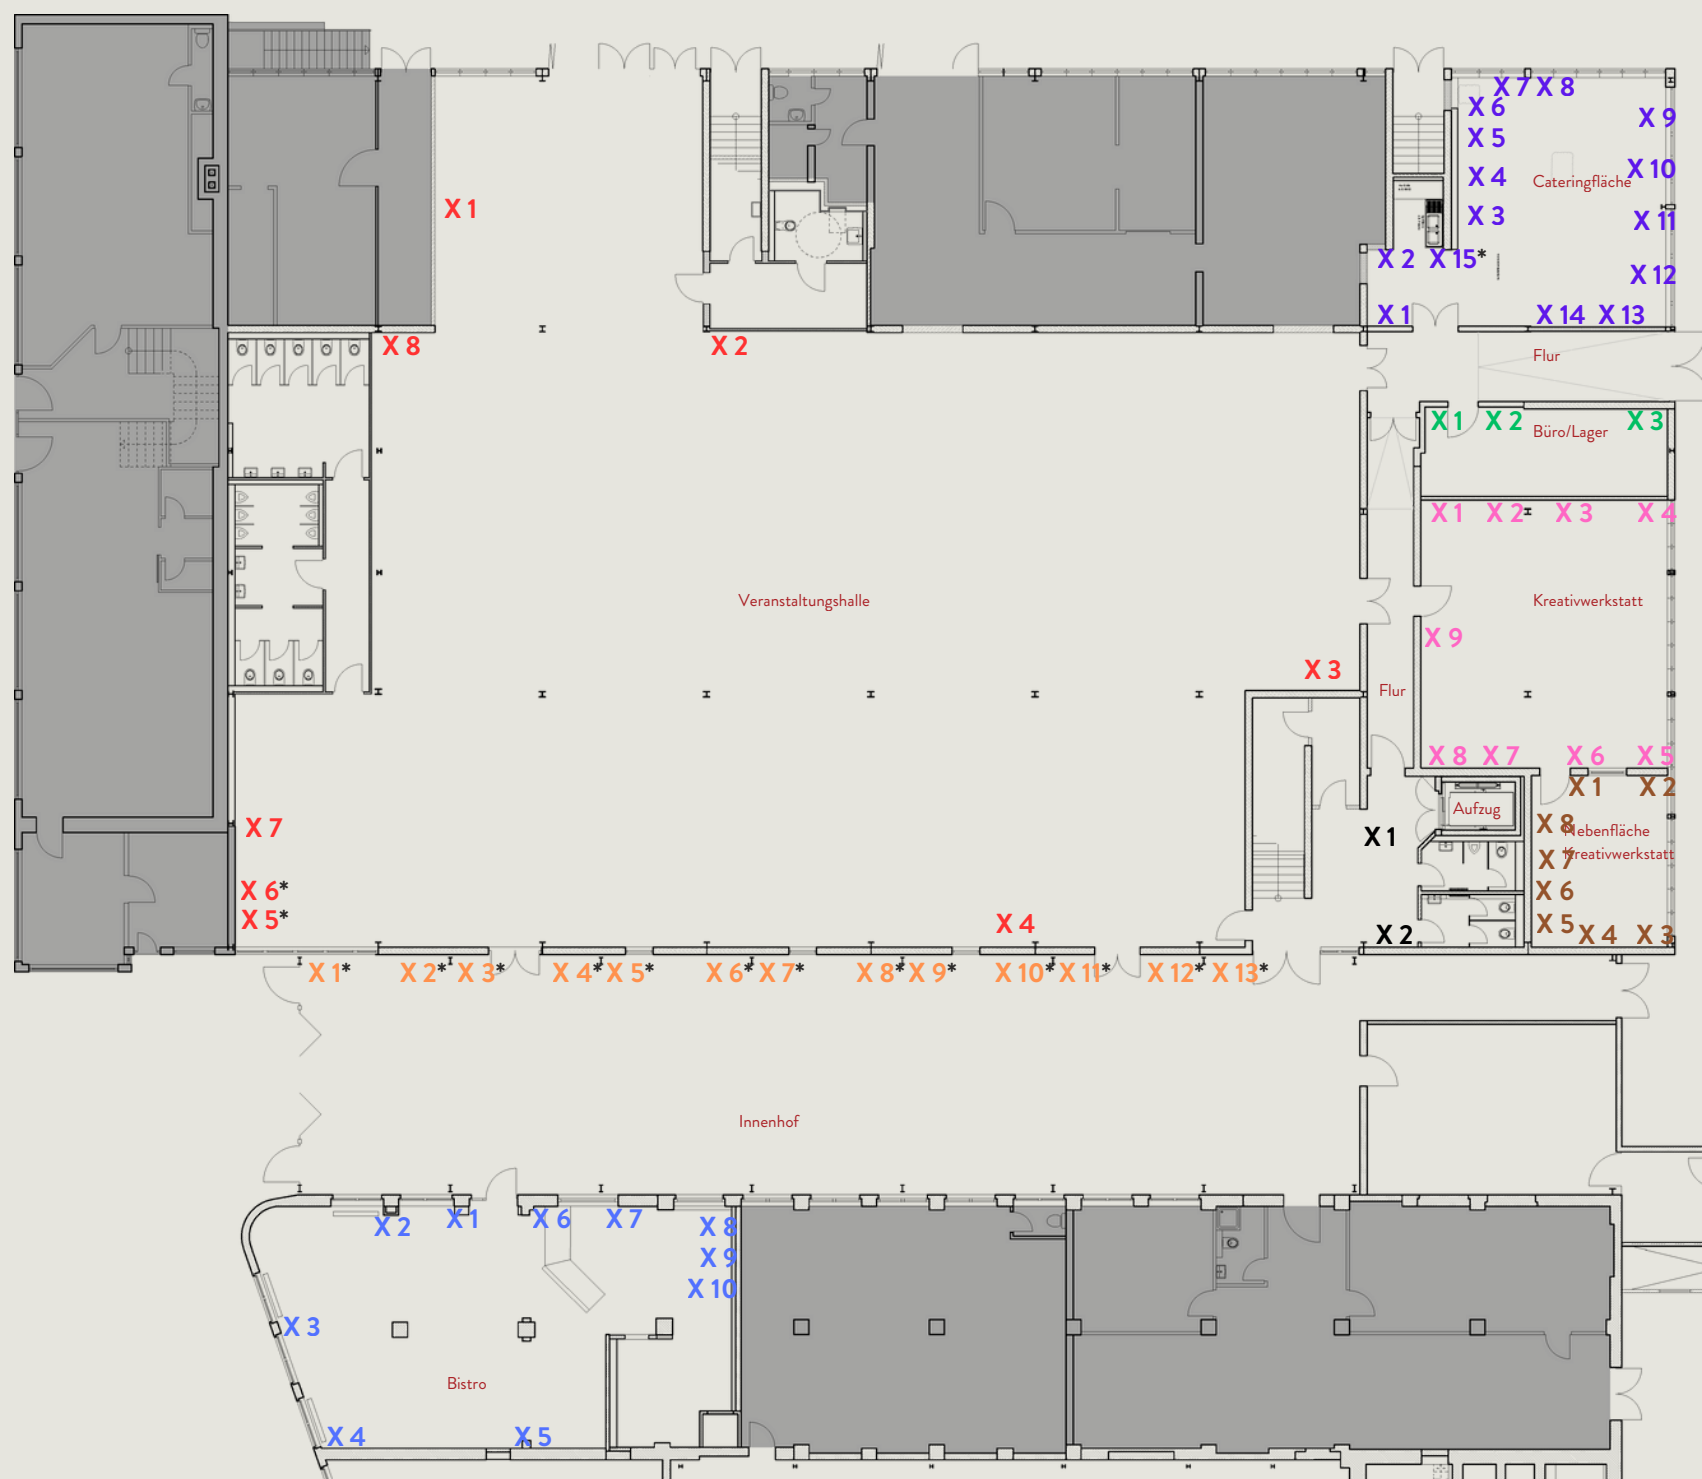 X 7 X 8
X 6
X 9
X 5
X 10
X 4
Cateringfläche
X 1
X 3
X 11
X 2 X 15*
X 12
X 1
X 14 X 13
X 8
X 2
Flur
X 1 X 2
Büro/Lager
X 3
X 1 X 2 X 3 X 4
Veranstaltungshalle
Kreativwerkstatt
X 9
X 3
Flur
X 8 X 7 X 6 X 5
X 1 X 2
Aufzug
X 7
X 1
X 8
Nebenfläche
Kreativwerkstatt
X 7
X 6*
X 6
X 5*
X 4
X 5
X 2
X 4 X 3
X 1* X 2* X 3* X 4* X 5* X 6* X 7* X 8* X 9* X 10* X 11* X 12* X 13*
Innenhof
X 2 X 1 X 6 X 7 X 8
X 9
X 10
X 3
Bistro
X 4 X 5